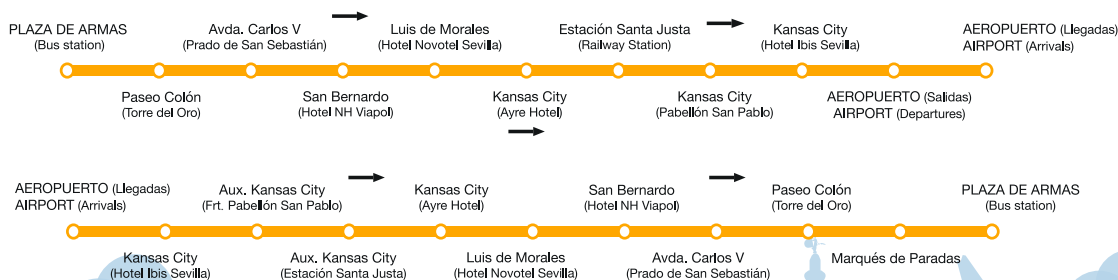 PLAZA DE ARMAS
(Bus station)
Avda. Carlos V
(Prado de San Sebastián)
Luis de Morales
(Hotel Novotel Sevilla)
Estación Santa Justa
(Railway Station)
Kansas City
(Hotel Ibis Sevilla)
AEROPUERTO (Llegadas)
AIRPORT (Arrivals)
Paseo Colón
(Torre del Oro)
San Bernardo
(Hotel NH Viapol)
Kansas City
(Ayre Hotel)
Kansas City
(Pabellón San Pablo)
AEROPUERTO (Salidas)
AIRPORT (Departures)
AEROPUERTO (Llegadas)
AIRPORT (Arrivals)
Aux. Kansas City
(Frt. Pabellón San Pablo)
Kansas City
(Ayre Hotel)
San Bernardo
(Hotel NH Viapol)
Paseo Colón
(Torre del Oro)
PLAZA DE ARMAS
(Bus station)
Kansas City
(Hotel Ibis Sevilla)
Aux. Kansas City
(Estación Santa Justa)
Luis de Morales
(Hotel Novotel Sevilla)
Avda. Carlos V
(Prado de San Sebastián)
Marqués de Paradas